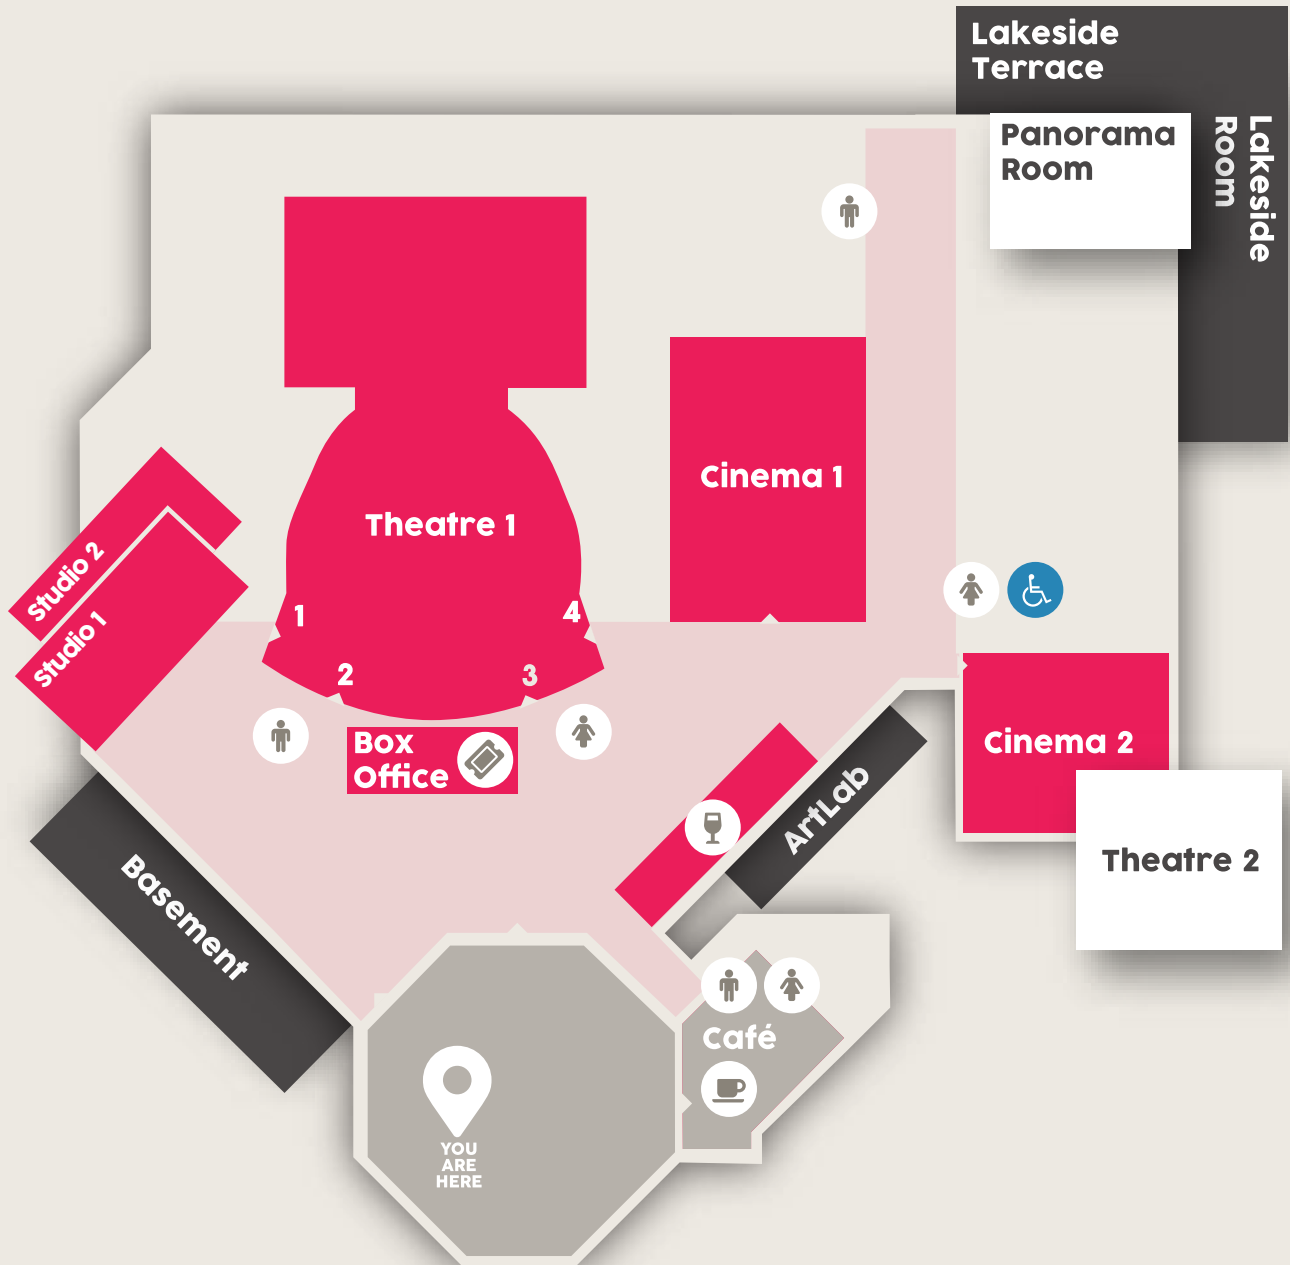 Lakeside
Terrace
Panorama
Room
Lakeside
Room
Cinema 1
Theatre 1
Studio 2
Studio 1
1
4
2
3
Box
Office
Cinema 2
ArtLab
Theatre 2
Basement
Café
YOU
ARE
HERE